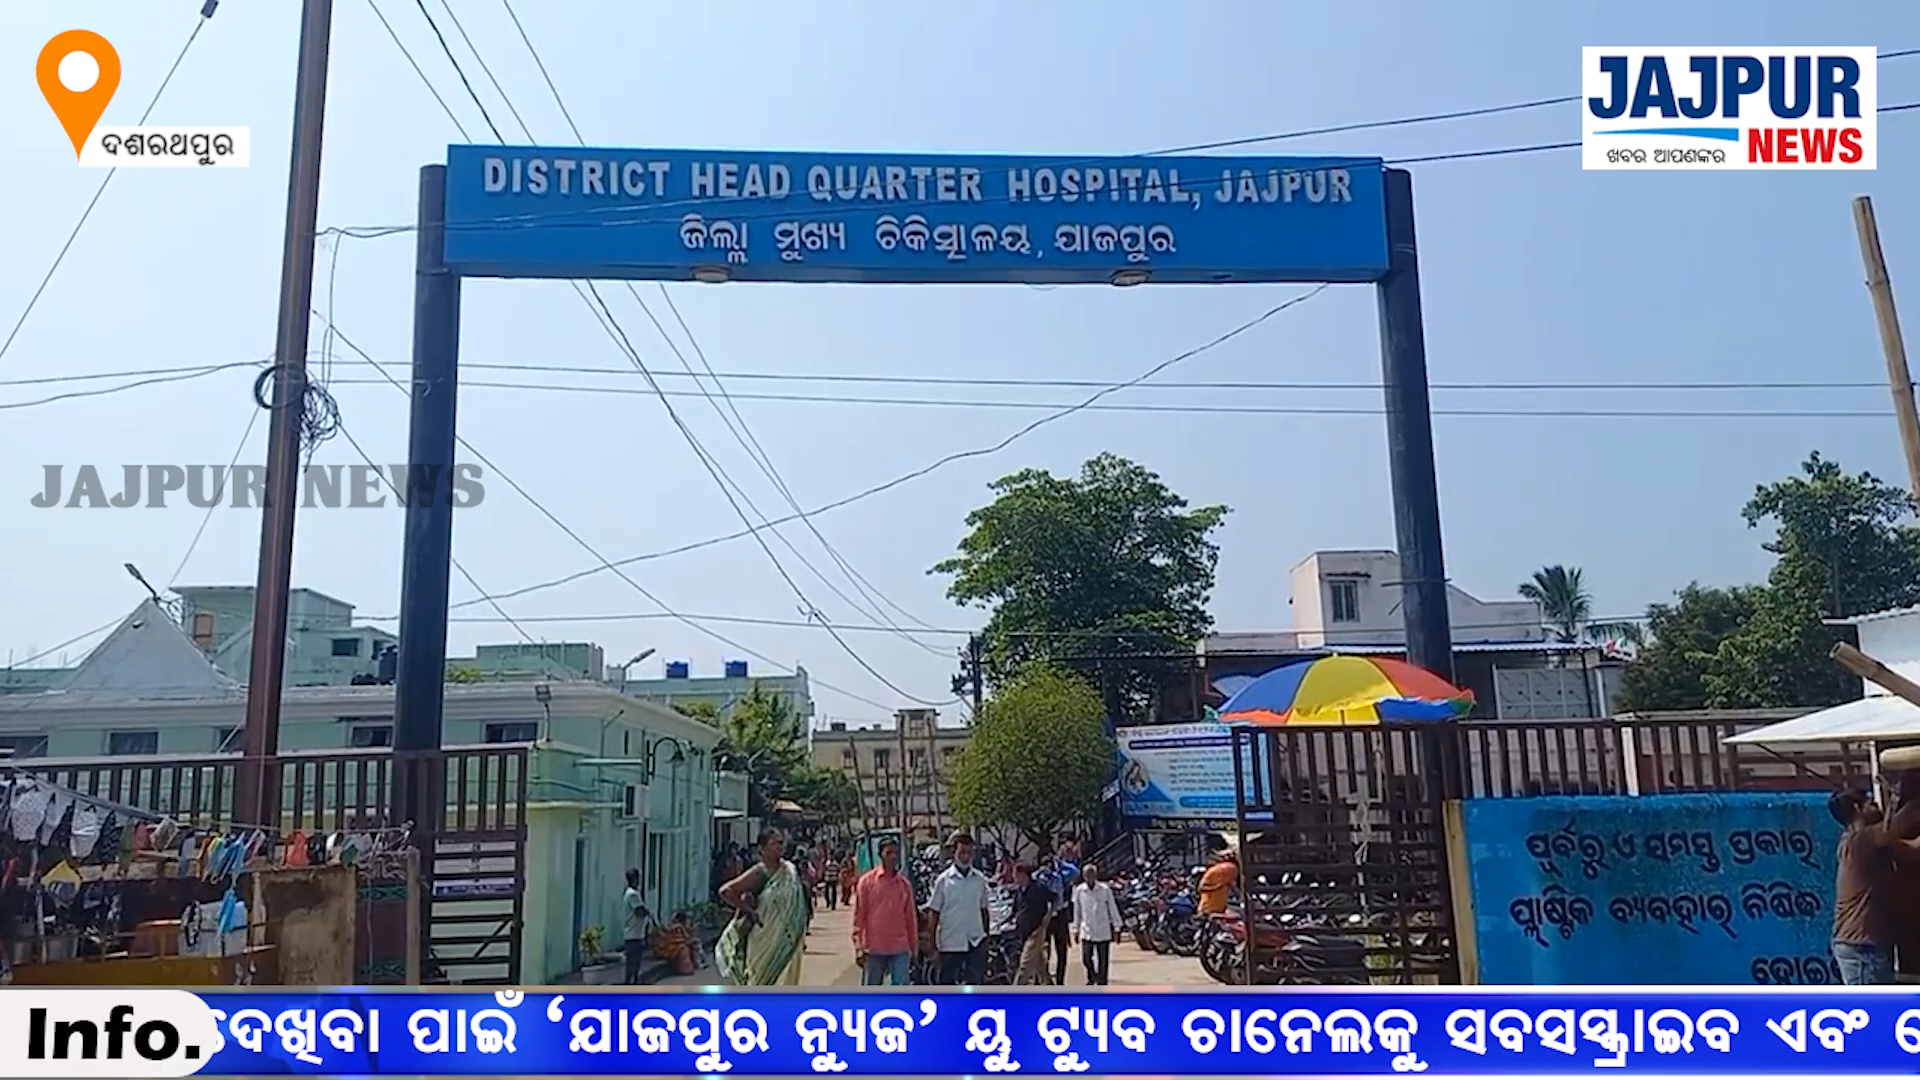 ଦଶରଥପୁର
JAJPUR
ଖବର ଆପଣଙ୍କର NEWS
DISTRICT HEAD QUARTER HOSPITAL, JAJPUR
ଜିଲ୍ଲା ମୁଖ୍ୟ ଚିକିତ୍ସାଳୟ, ଯାଜପୁର
JAJPUR NEWS
ପୂର୍ବରୁ ଓ ସମସ୍ତ ପ୍ରକାର
ପ୍ଲାଷ୍ଟିକ ବ୍ୟବହାର ନିଷିଦ୍ଧ
Info. ଦେଖିବା ପାଇଁ ‘ଯାଜପୁର ନ୍ୟୁଜ’ ୟୁ ଟ୍ୟୁବ ଚାନେଲକୁ ସବସସ୍କ୍ରାଇବ ଏବଂ